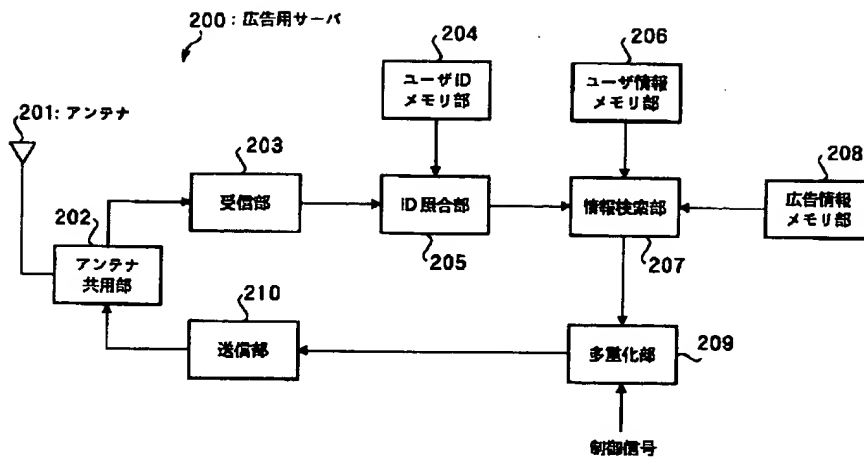 200：広告用サーバ
204
ユーザID
メモリ部
206
ユーザ情報
メモリ部
201：アンテナ
203
受信部
ID照合部
205
情報検索部
207
208
広告情報
メモリ部
202
アンテナ
共用部
210
送信部
多重化部
209
制御信号